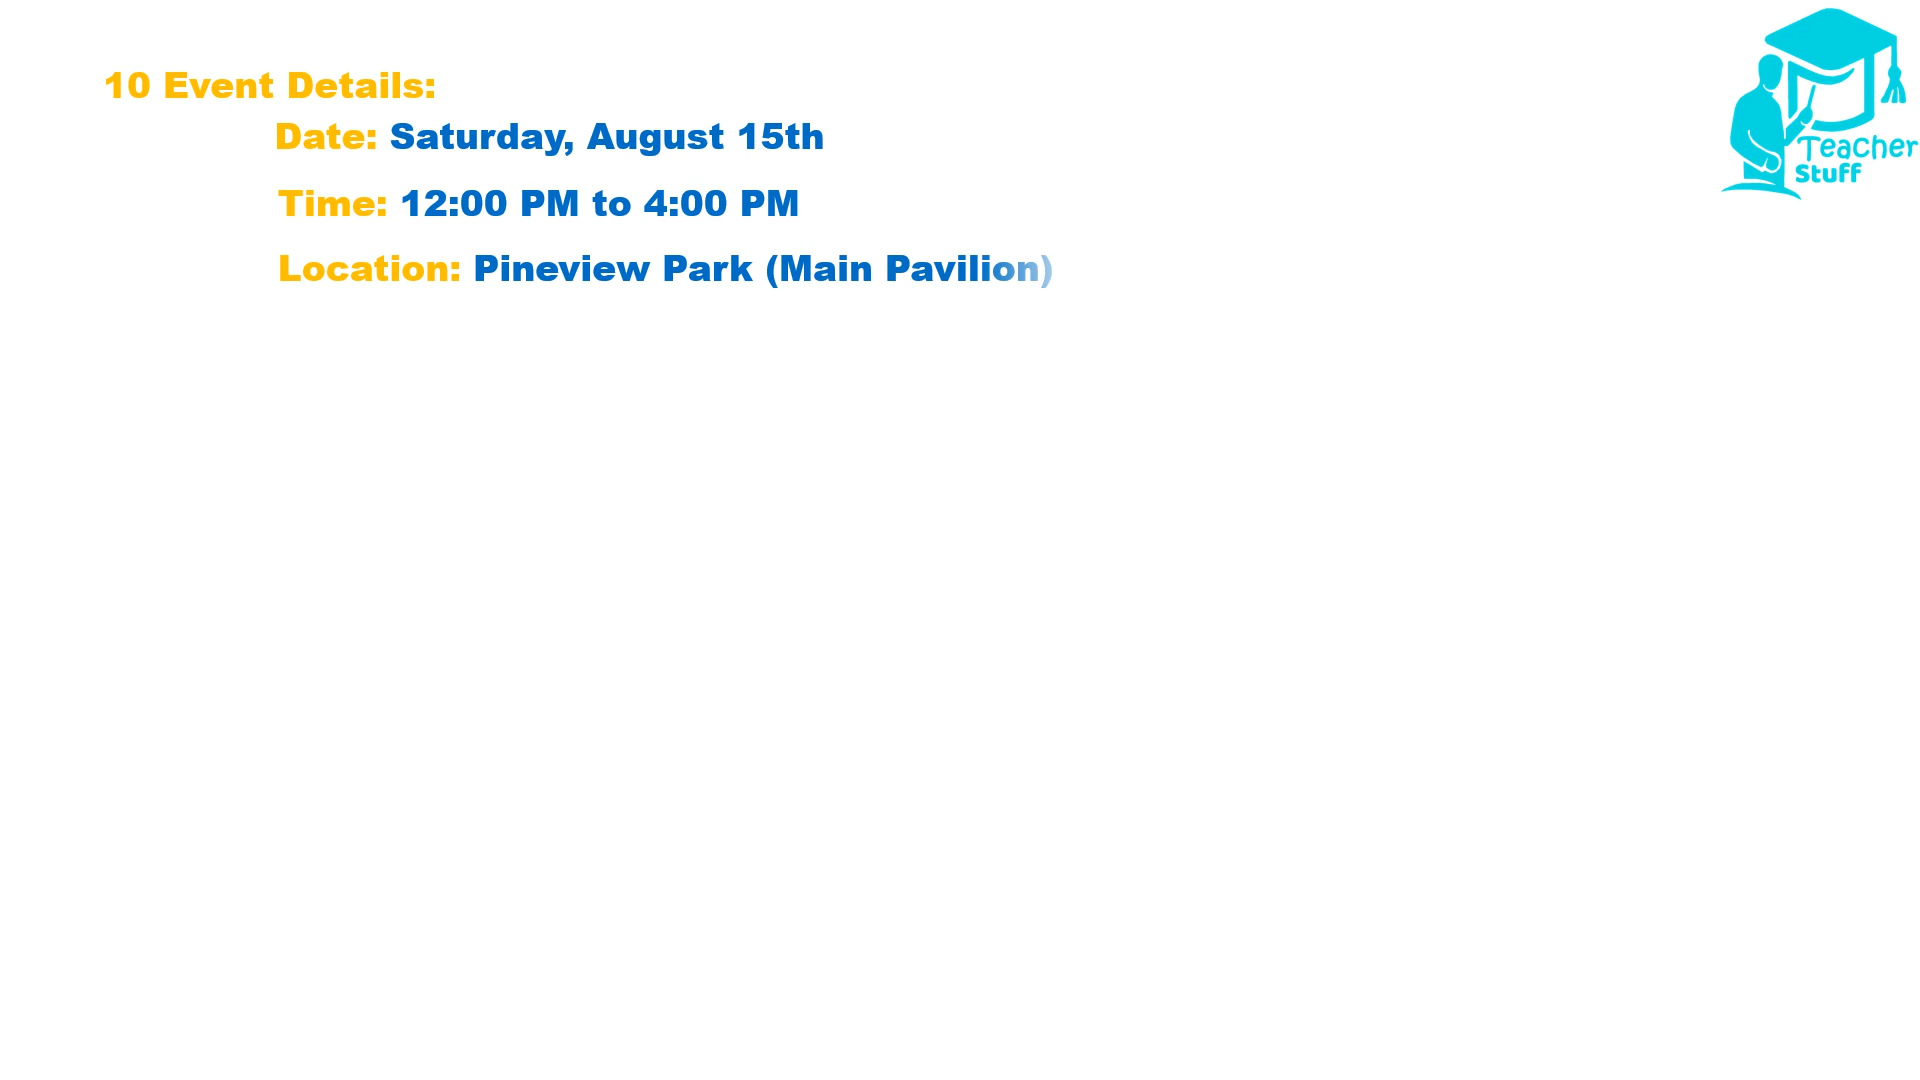 10 Event Details:
Date: Saturday, August 15th
Time: 12:00 PM to 4:00 PM
Location: Pineview Park (Main Pavilion)
Teacher
Stuff